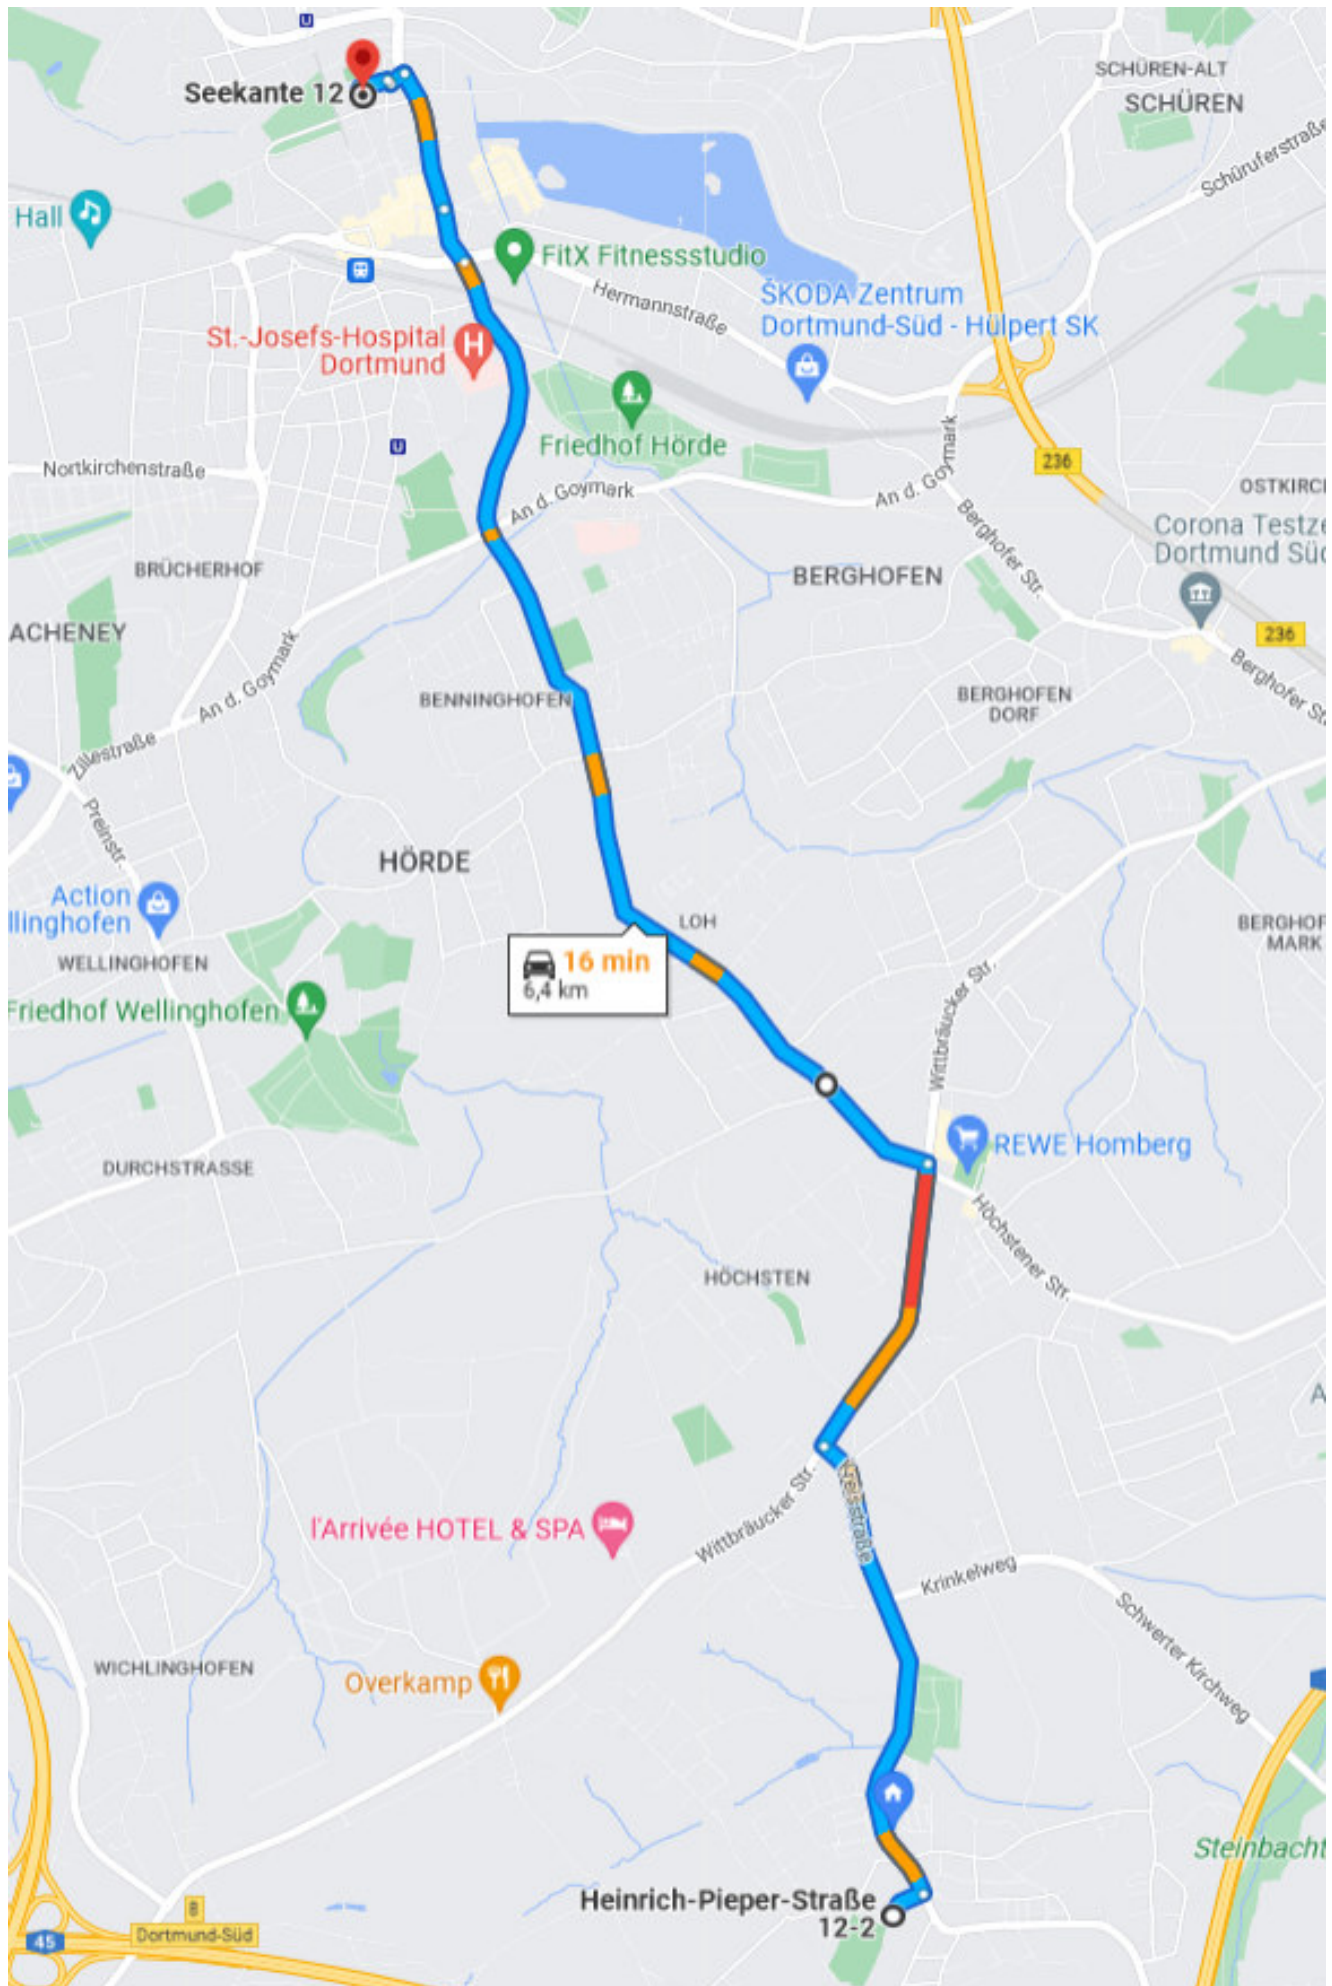 U
SCHÜREN-ALT
SCHÜREN
Seekante 12
Schüruferstraße
Hall
FitX Fitnessstudio
Hermannstraße
ŠKODA Zentrum
Dortmund-Süd - Hülpert SK
St.-Josefs-Hospital
Dortmund
H
Friedhof Hörde
U
236
Nortkirchenstraße
An d. Goymark
An d. Goymark
OSTKIRC
Berghofer Str.
Corona Testze
Dortmund Süd
BRÜCHERHOF
BERGHOFEN
ACHENEY
236
Berghofer St
An d. Goymark
BENNINGHOFEN
BERGHOFEN
DORF
Zillestraße
Preinstr.
HÖRDE
Action
llinghofen
LOH
BERGHOF
MARK
WELLINGHOFEN
16 min
6,4 km
Wittbräucker Str.
Friedhof Wellinghofen
REWE Homberg
DURCHSTRASSE
Höchstener Str.
HÖCHSTEN
A
Kreisstraße
Wittbräucker Str.
l'Arrivée HOTEL & SPA
Krinkelweg
Schwerter Kirchweg
WICHLINGHOFEN
Overkamp
Steinbacht
Heinrich-Pieper-Straße
12-2
8
Dortmund-Süd
45